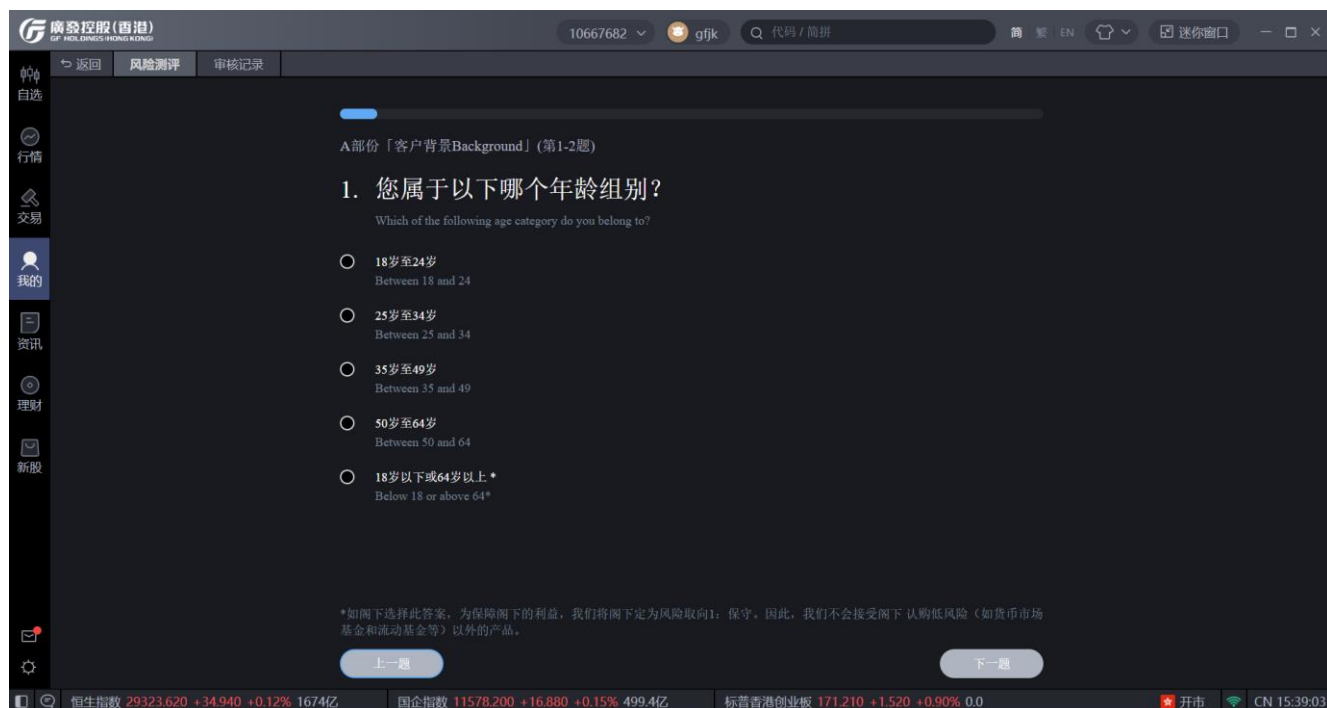 廣發控股(香港)
GF HOLDINGS (HONG KONG)
10667682
gfjk
代码 / 简拼
简 繁 EN
迷你窗口
返回 风险测评 审核记录
自选
行情
交易
我的
资讯
理财
新股
A部份「客户背景Background」(第1-2题)
1. 您属于以下哪个年龄组别?
Which of the following age category do you belong to?
18岁至24岁
Between 18 and 24
25岁至34岁
Between 25 and 34
35岁至49岁
Between 35 and 49
50岁至64岁
Between 50 and 64
18岁以下或64岁以上 *
Below 18 or above 64*
*如阁下选择此答案，为保障阁下的利益，我们将阁下定为风险取向1：保守。因此，我们不会接受阁下 认购低风险（如货币市场
基金和流动基金等）以外的产品。
上一题
下一题
恒生指数 29323.620 +34.940 +0.12% 1674亿 国企指数 11578.200 +16.880 +0.15% 499.4亿 标普香港创业板 171.210 +1.520 +0.90% 0.0 开市 CN 15:39:03